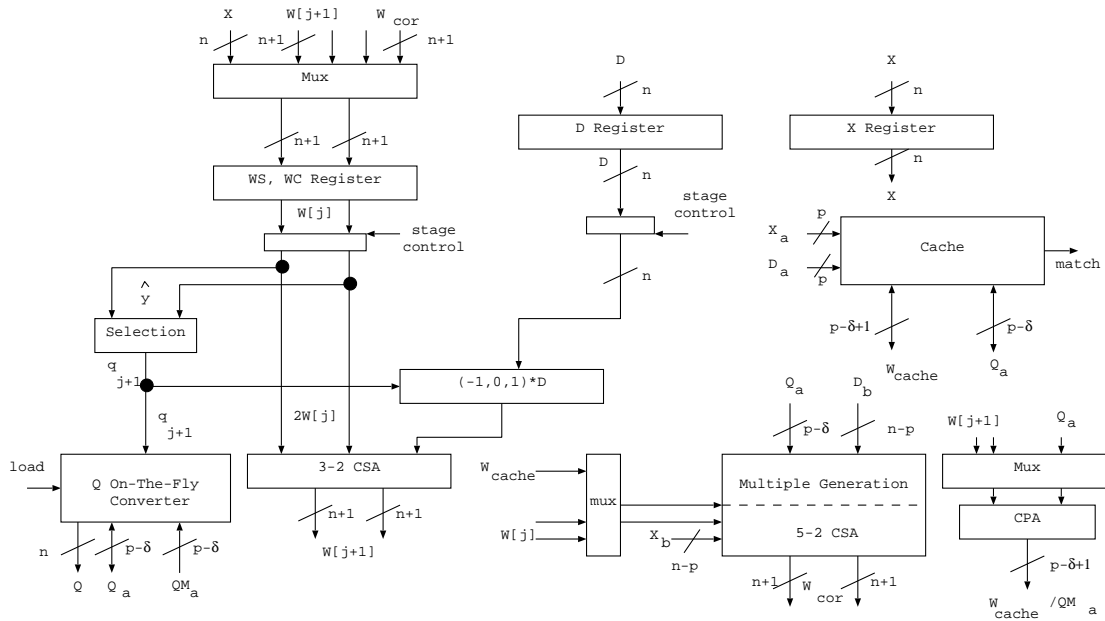 X
W[j+1]
W cor
n
n+1
n+1
Mux
n+1
n+1
WS, WC Register
W[j]
stage control
ŷ
Selection
q j+1
q j+1
2W[j]
load
Q On-The-Fly
Converter
3-2 CSA
n
p-δ
p-δ
Q
Q a
QM a
n+1
n+1
W[j+1]
D
n
D Register
D
n
stage control
n
(-1,0,1)*D
X
n
X Register
n
X
X a
p
D a
p
Cache
match
p-δ+1
p-δ
W cache
Q a
Q a
D b
p-δ
n-p
W cache
W[j]
mux
X b
n-p
Multiple Generation
5-2 CSA
n+1
W cor
n+1
W[j+1]
Q a
Mux
CPA
p-δ+1
W cache /QM a